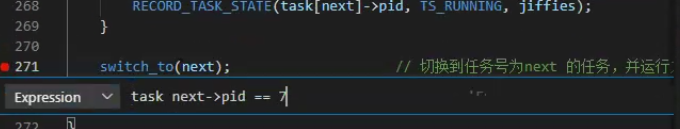 268 RECORD_TASK_STATE(task[next]->pid, TS_RUNNING, jiffies);
269 }
270
271 switch_to(next); // 切换到任务号为next 的任务，并运行
Expression task next->pid == 7
272 }